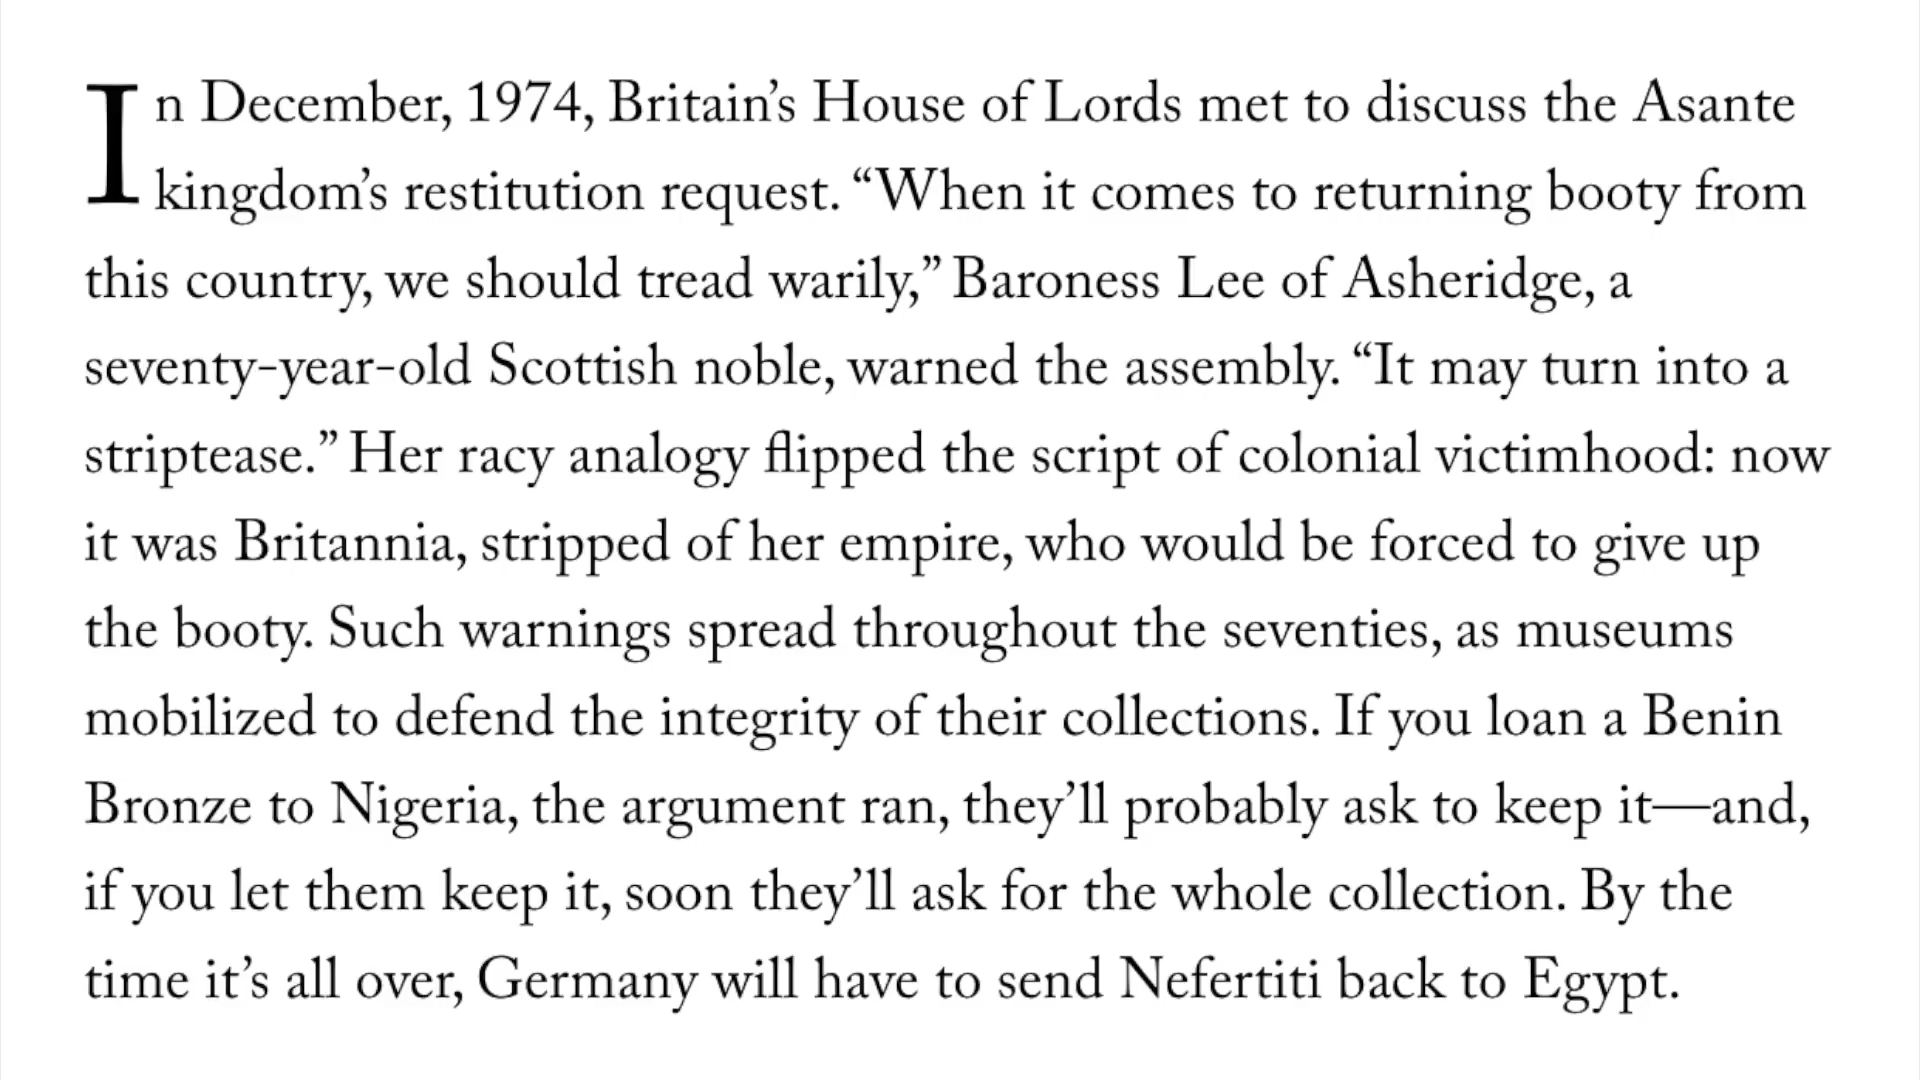 In December, 1974, Britain’s House of Lords met to discuss the Asante
kingdom’s restitution request. “When it comes to returning booty from
this country, we should tread warily,” Baroness Lee of Asheridge, a
seventy-year-old Scottish noble, warned the assembly. “It may turn into a
striptease.” Her racy analogy flipped the script of colonial victimhood: now
it was Britannia, stripped of her empire, who would be forced to give up
the booty. Such warnings spread throughout the seventies, as museums
mobilized to defend the integrity of their collections. If you loan a Benin
Bronze to Nigeria, the argument ran, they’ll probably ask to keep it—and,
if you let them keep it, soon they’ll ask for the whole collection. By the
time it’s all over, Germany will have to send Nefertiti back to Egypt.